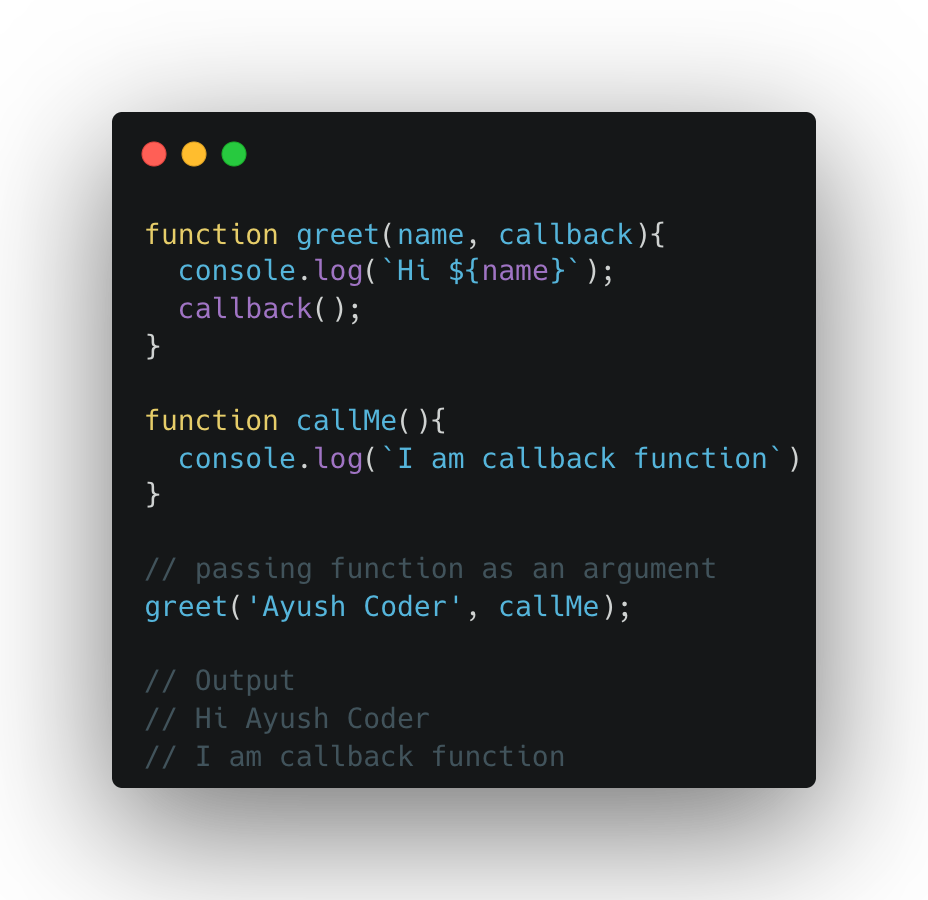 function greet(name, callback){
  console.log(`Hi ${name}`);
  callback();
}

function callMe(){
  console.log(`I am callback function`)
}

// passing function as an argument
greet('Ayush Coder', callMe);

// Output
// Hi Ayush Coder
// I am callback function